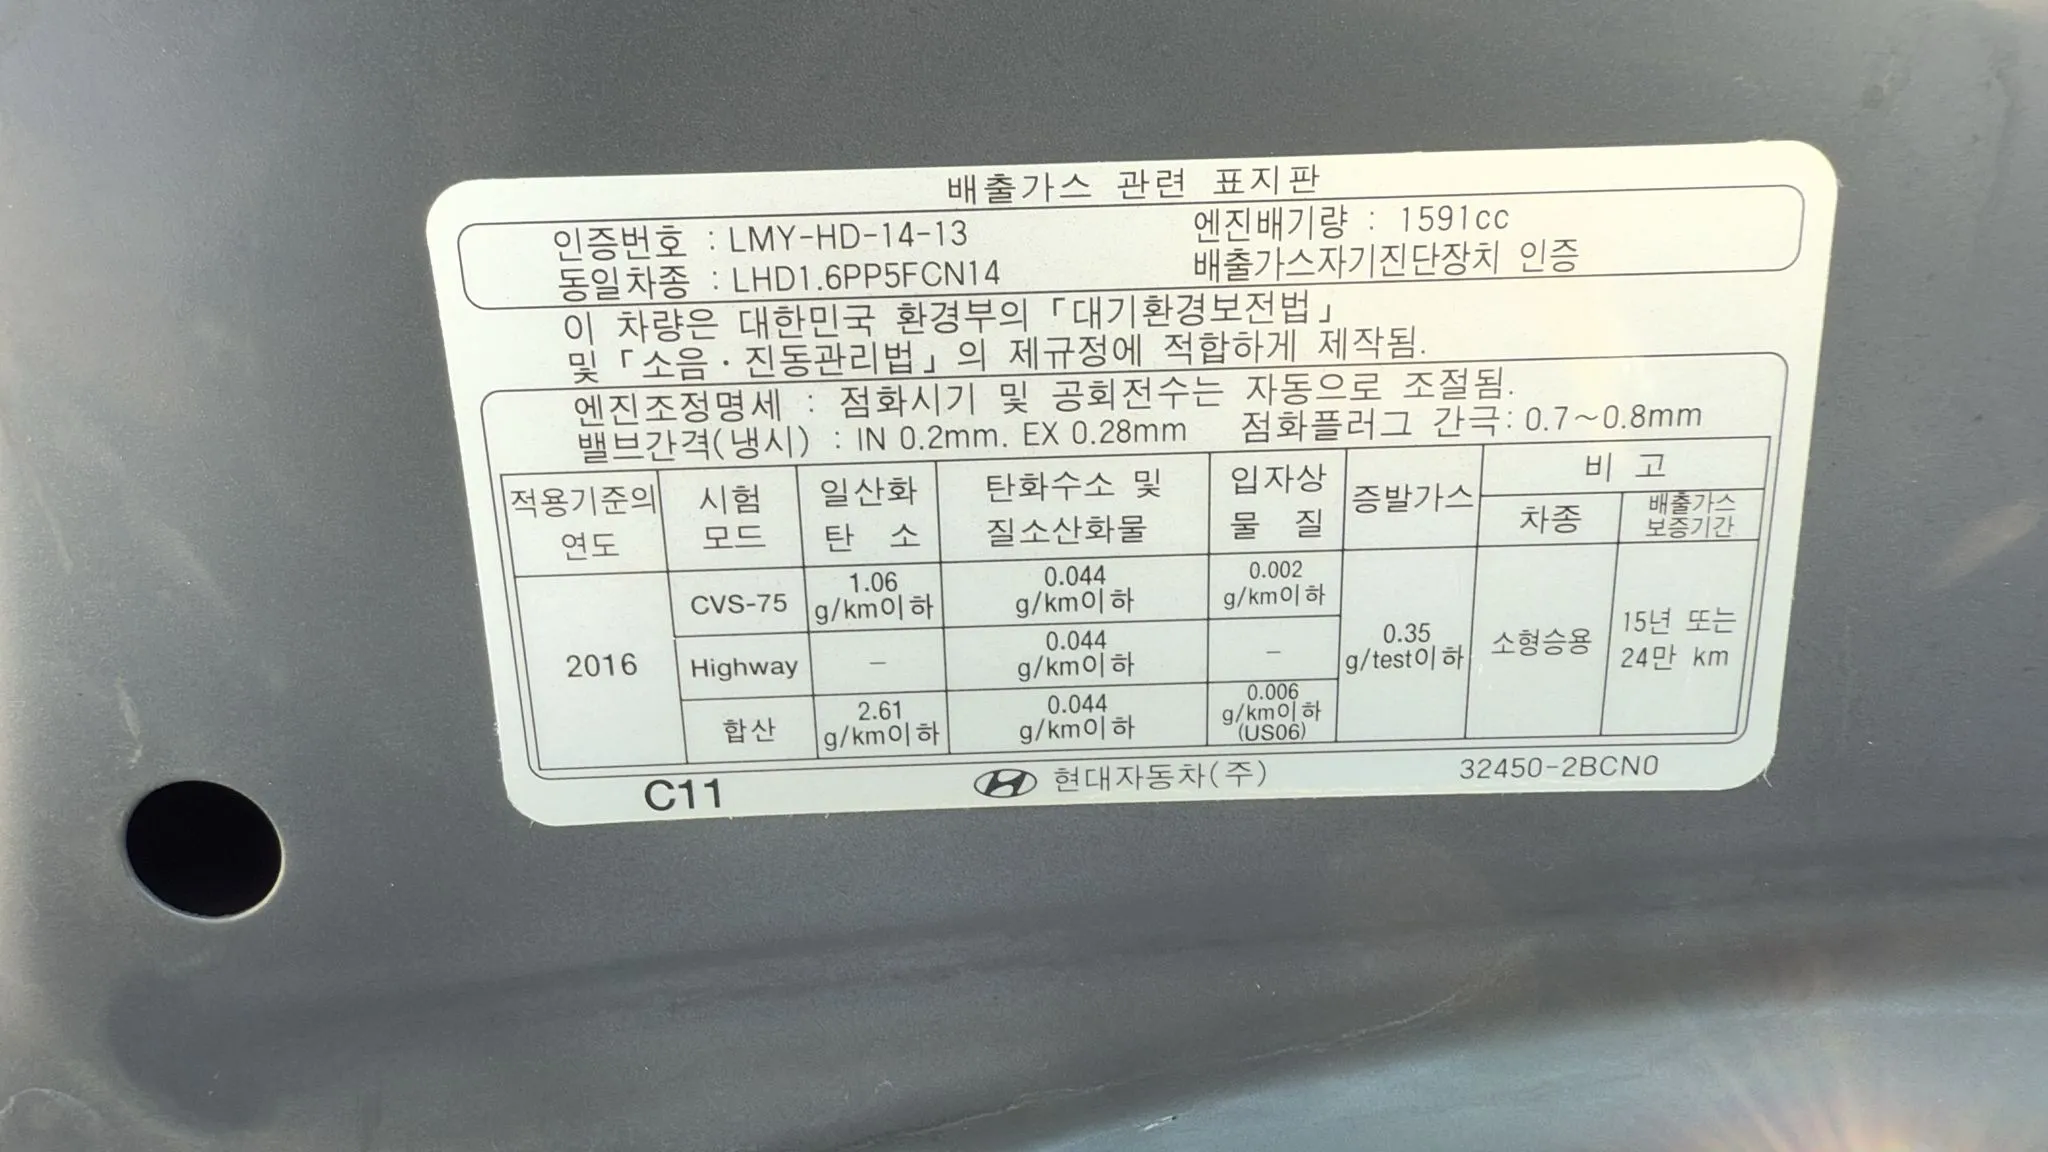 배출가스 관련 표지판
인증번호 : LMY-HD-14-13 엔진배기량 : 1591cc
동일차종 : LHD1.6PP5FCN14 배출가스자기진단장치 인증
이 차량은 대한민국 환경부의 「대기환경보전법」
및 「소음·진동관리법」의 제규정에 적합하게 제작됨.
엔진조정명세 : 점화시기 및 공회전수는 자동으로 조절됨.
밸브간격(냉시) : IN 0.2mm. EX 0.28mm 점화플러그 간극: 0.7~0.8mm
적용기준의 연도 시험 모드 일산화 탄소 탄화수소 및 질소산화물 입자상 물질 증발가스 비고
차종 배출가스 보증기간
2016 CVS-75 1.06 g/km이하 0.044 g/km이하 0.002 g/km이하 0.35 g/test이하 소형승용 15년 또는 24만 km
Highway - 0.044 g/km이하 -
합산 2.61 g/km이하 0.044 g/km이하 0.006 g/km이하 (US06)
C11 현대자동차(주) 32450-2BCN0